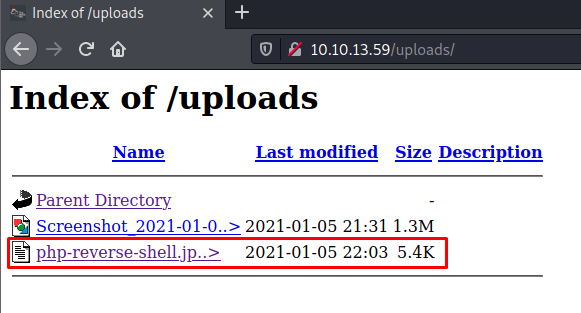 Index of /uploads
10.10.13.59/uploads/
Index of /uploads
Name Last modified Size Description
Parent Directory -
Screenshot_2021-01-0..> 2021-01-05 21:31 1.3M
php-reverse-shell.jp..> 2021-01-05 22:03 5.4K